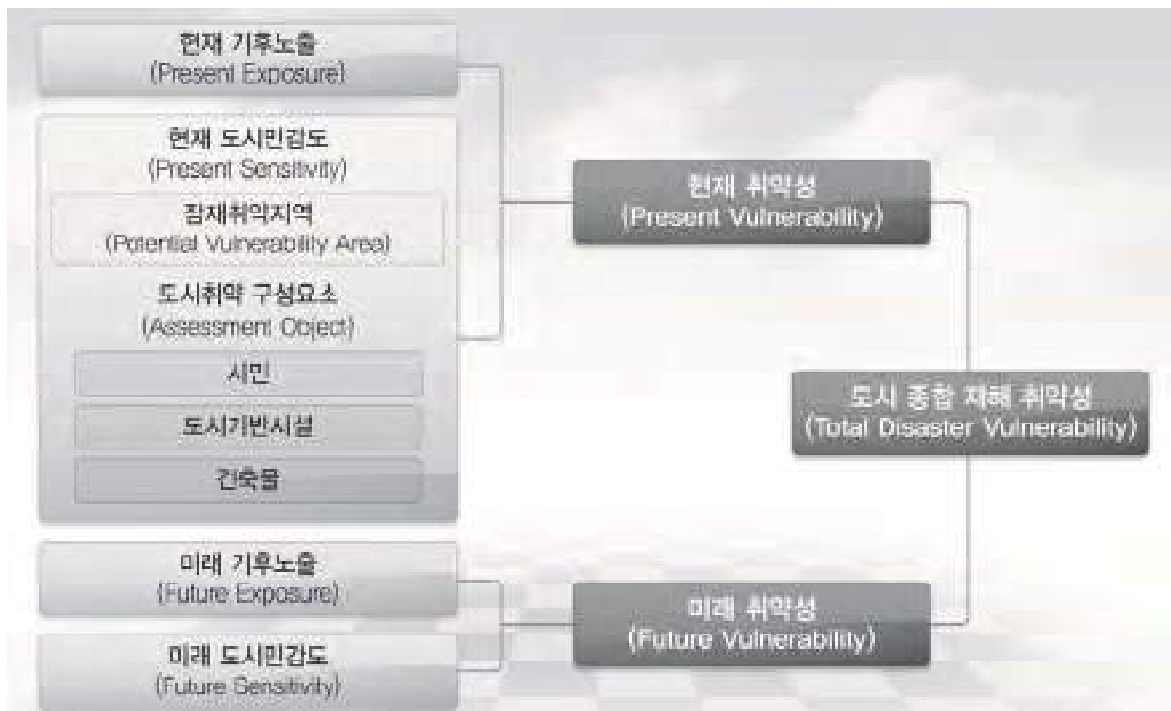 현재 기후노출
(Present Exposure)
현재 도시민감도
(Present Sensitivity)
잠재취약지역
(Potential Vulnerability Area)
도시취약 구성요소
(Assessment Object)
시민
도시기반시설
건축물
미래 기후노출
(Future Exposure)
미래 도시민감도
(Future Sensitivity)
현재 취약성
(Present Vulnerability)
미래 취약성
(Future Vulnerability)
도시 종합 재해 취약성
(Total Disaster Vulnerability)